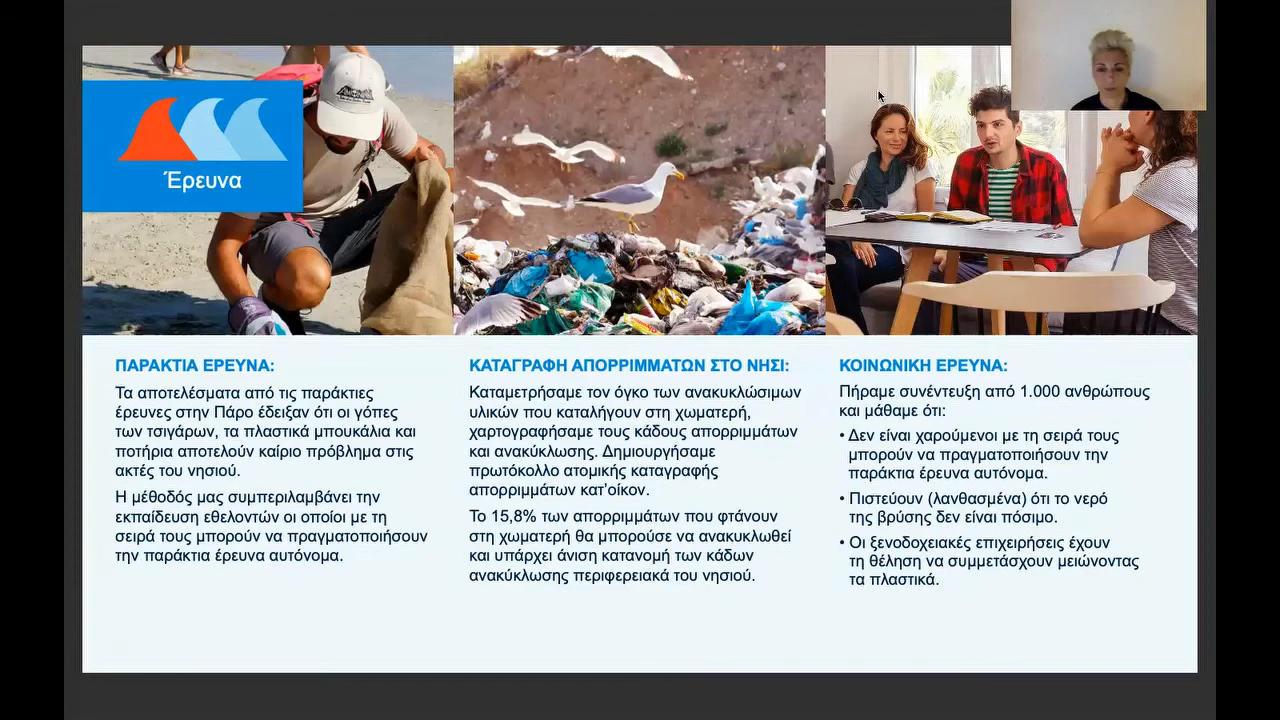 Έρευνα
ΠΑΡΑΚΤΙΑ ΕΡΕΥΝΑ:
Τα αποτελέσματα από τις παράκτιες
έρευνες στην Πάρο έδειξαν ότι οι γόπες
των τσιγάρων, τα πλαστικά μπουκάλια και
ποτήρια αποτελούν καίριο πρόβλημα στις
ακτές του νησιού.
Η μέθοδός μας συμπεριλαμβάνει την
εκπαίδευση εθελοντών οι οποίοι με τη
σειρά τους μπορούν να πραγματοποιήσουν
την παράκτια έρευνα αυτόνομα.
ΚΑΤΑΓΡΑΦΗ ΑΠΟΡΡΙΜΜΑΤΩΝ ΣΤΟ ΝΗΣΙ:
Καταμετρήσαμε τον όγκο των ανακυκλώσιμων
υλικών που καταλήγουν στη χωματερή,
χαρτογραφήσαμε τους κάδους απορριμμάτων
και ανακύκλωσης. Δημιουργήσαμε
πρωτόκολλο ατομικής καταγραφής
απορριμμάτων κατ’οίκον.
Το 15,8% των απορριμμάτων που φτάνουν
στη χωματερή θα μπορούσε να ανακυκλωθεί
και υπάρχει άνιση κατανομή των κάδων
ανακύκλωσης περιφερειακά του νησιού.
ΚΟΙΝΩΝΙΚΗ ΕΡΕΥΝΑ:
Πήραμε συνέντευξη από 1.000 ανθρώπους
και μάθαμε ότι:
• Δεν είναι χαρούμενοι με τη σειρά τους
μπορούν να πραγματοποιήσουν την
παράκτια έρευνα αυτόνομα.
• Πιστεύουν (λανθασμένα) ότι το νερό
της βρύσης δεν είναι πόσιμο.
• Οι ξενοδοχειακές επιχειρήσεις έχουν
τη θέληση να συμμετάσχουν μειώνοντας
τα πλαστικά.